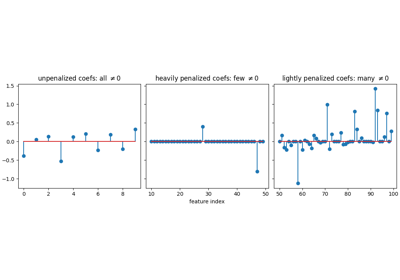 unpenalized coefs: all ≠0
heavily penalized coefs: few ≠0
lightly penalized coefs: many ≠0
1.5
1.0
0.5
0.0
−0.5
−1.0
0 2 4 6 8
10 20 30 40 50
50 60 70 80 90 100
feature index